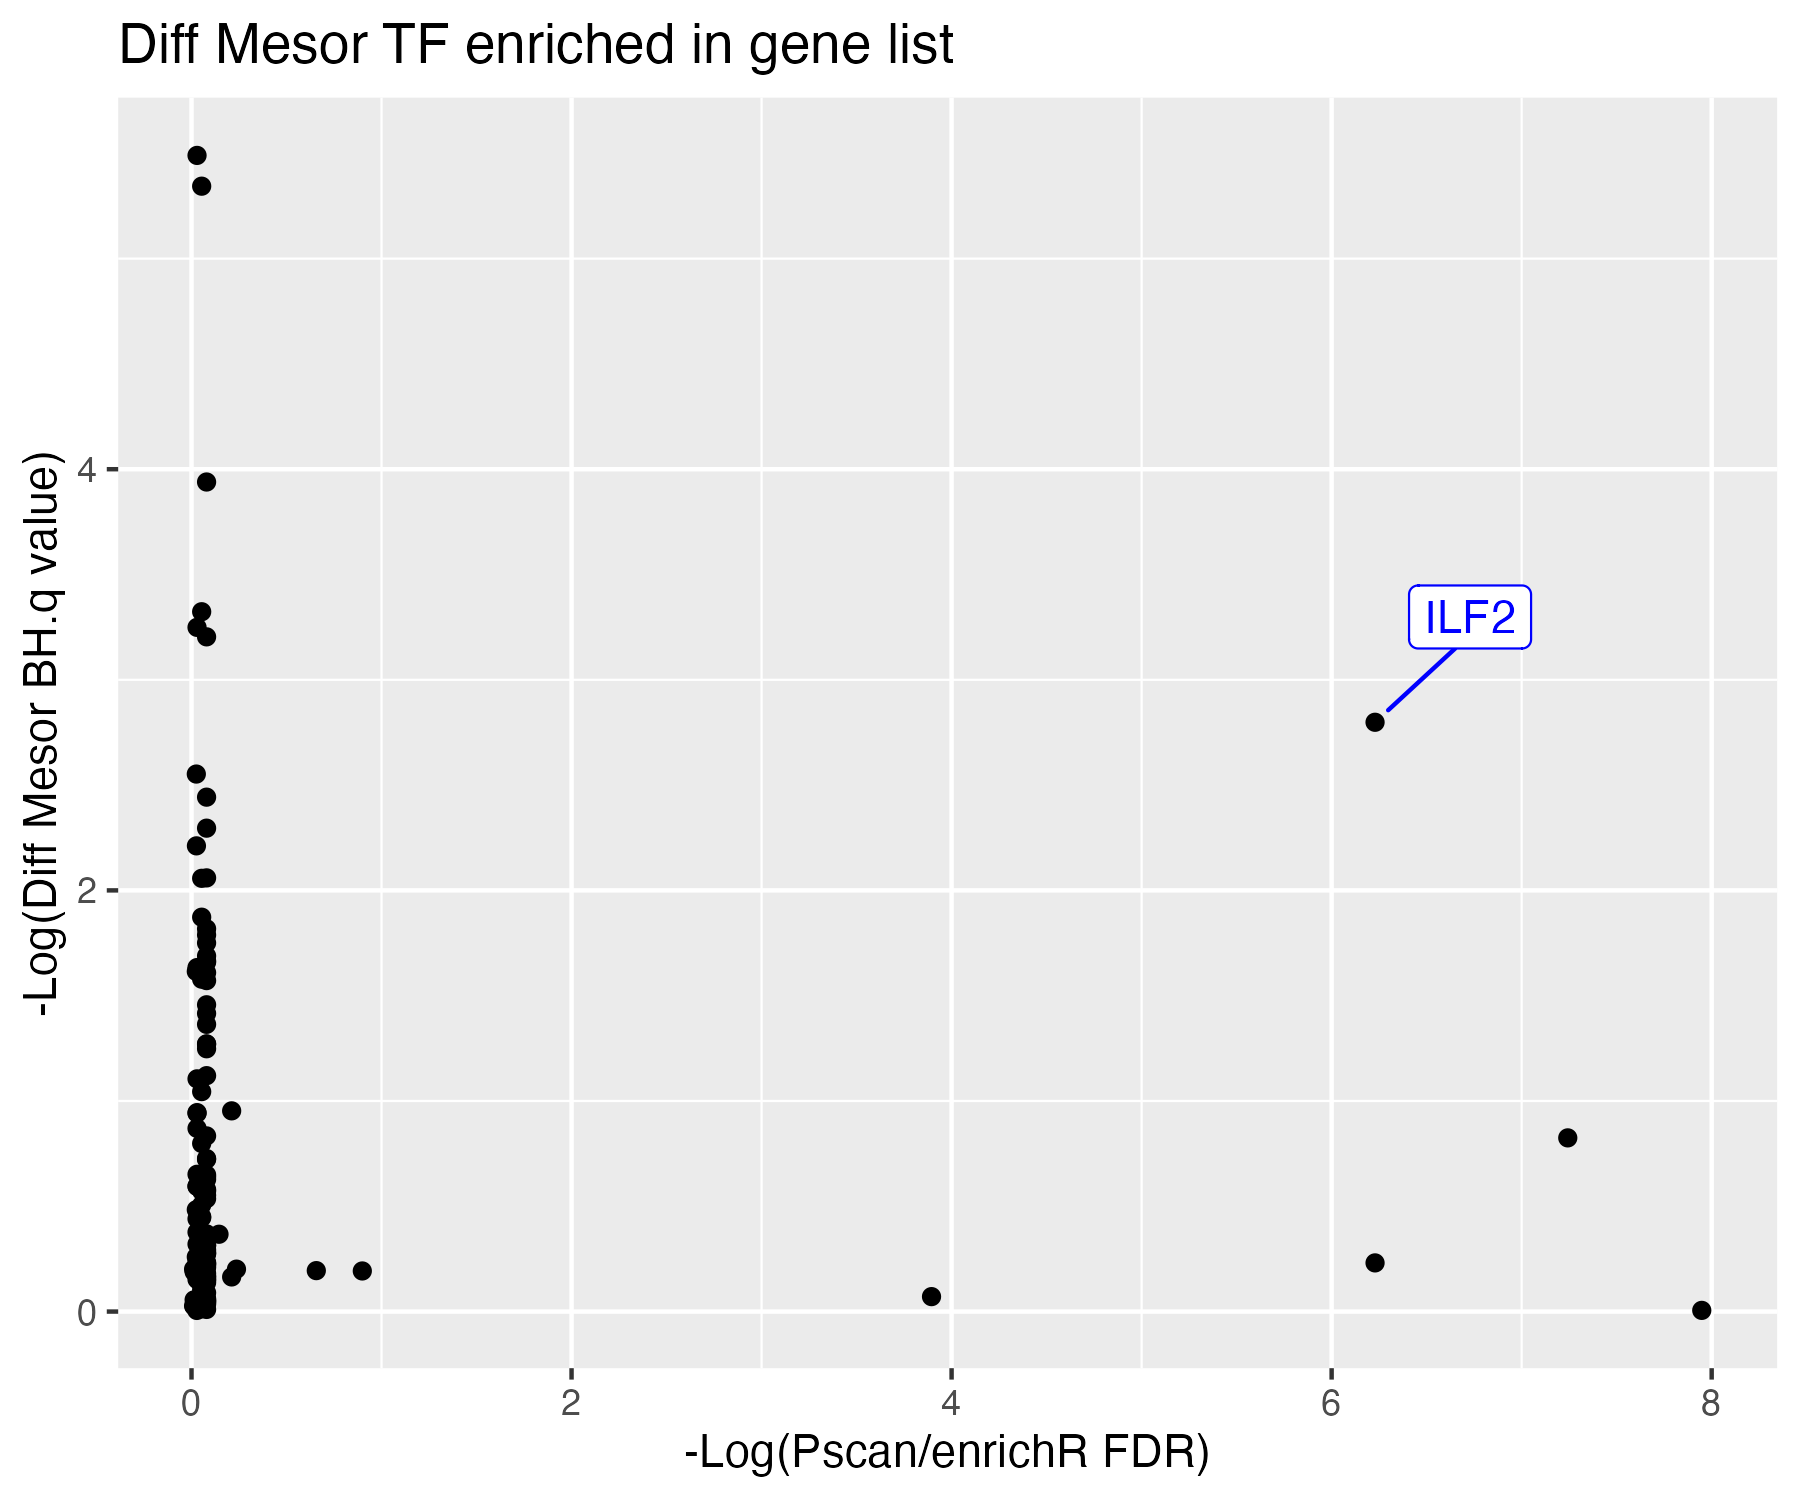 Diff Mesor TF enriched in gene list
-Log(Diff Mesor BH.q value)
4
2
0
ILF2
0 2 4 6 8
-Log(Pscan/enrichR FDR)